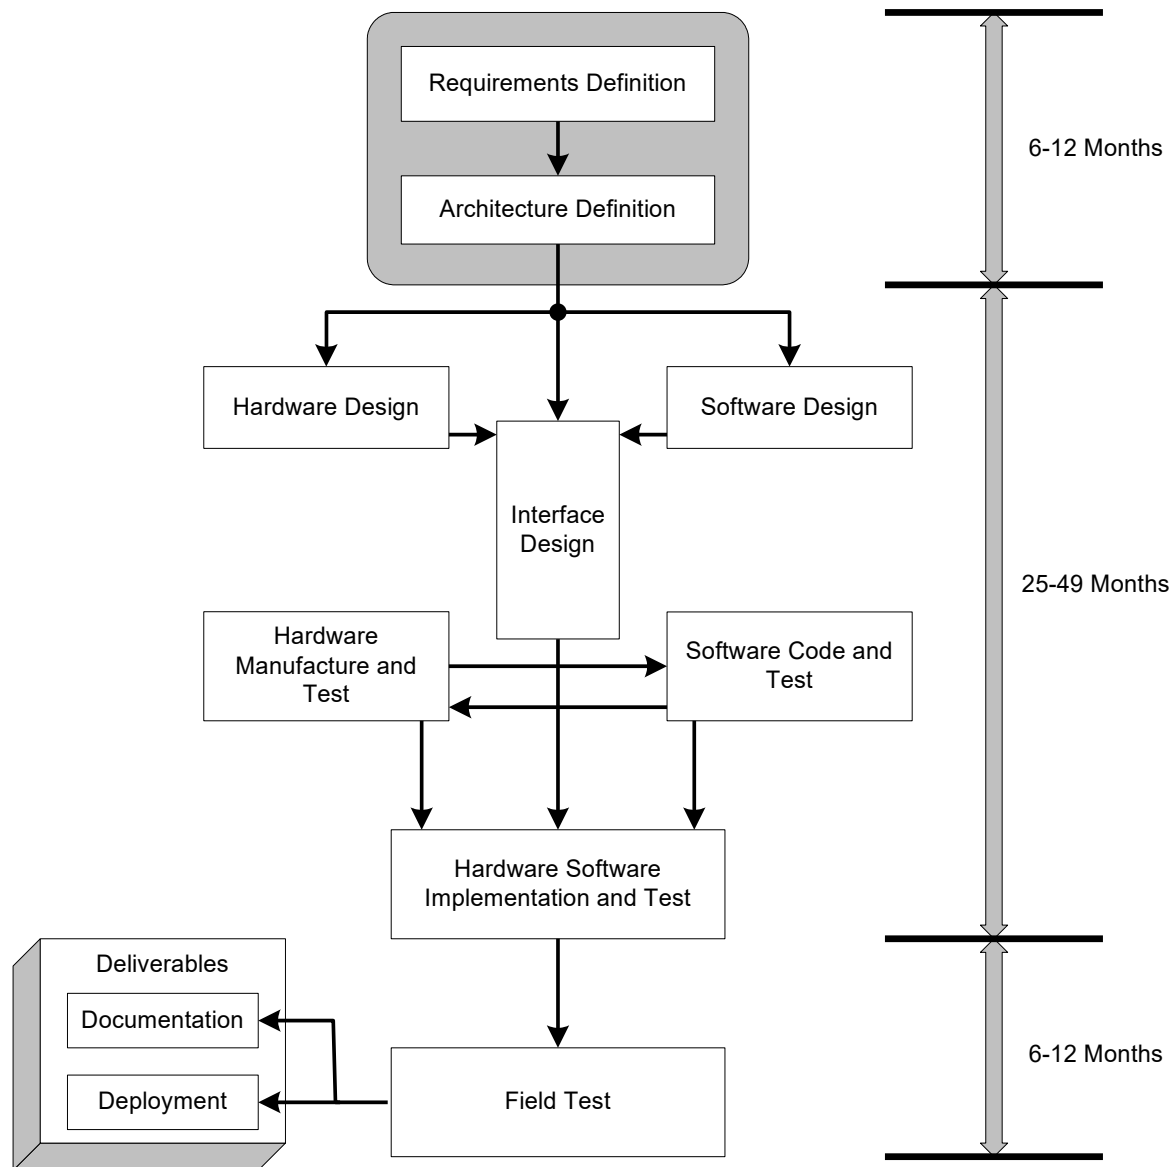 Requirements Definition
6-12 Months
Architecture Definition
Hardware Design
Software Design
Interface
Design
25-49 Months
Hardware
Manufacture and
Test
Software Code and
Test
Hardware Software
Implementation and Test
Deliverables
Documentation
Deployment
Field Test
6-12 Months